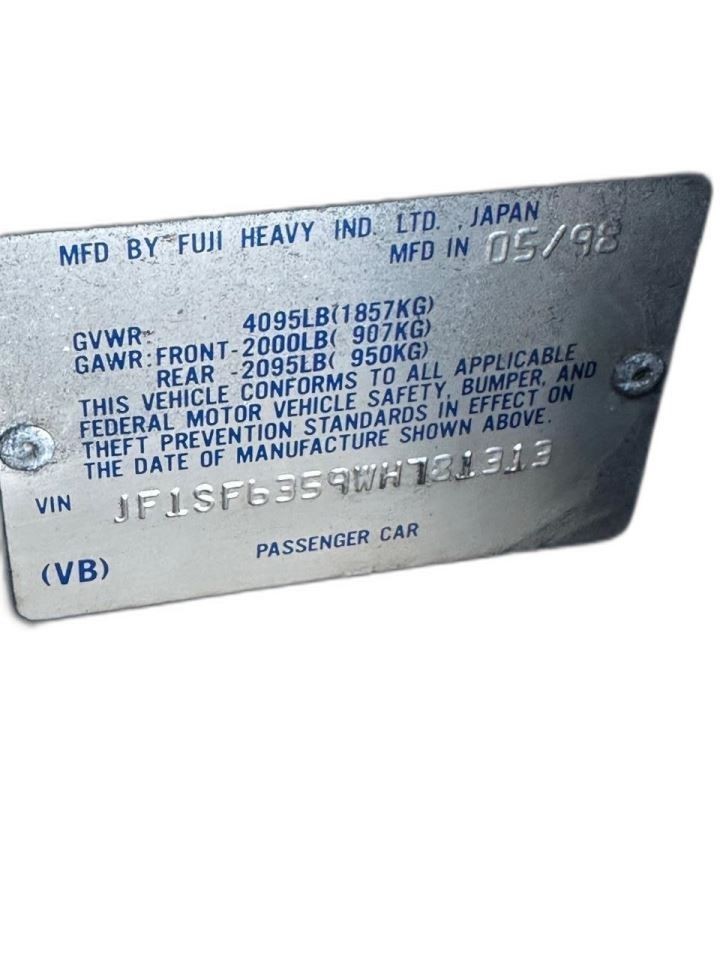 MFD BY FUJI HEAVY IND. LTD., JAPAN
MFD IN 05/98
GVWR- 4095LB(1857KG)
GAWR:FRONT-2000LB( 907KG)
REAR -2095LB( 950KG)
THIS VEHICLE CONFORMS TO ALL APPLICABLE
FEDERAL MOTOR VEHICLE SAFETY, BUMPER, AND
THEFT PREVENTION STANDARDS IN EFFECT ON
THE DATE OF MANUFACTURE SHOWN ABOVE.
VIN JF1SF6359WH781313
PASSENGER CAR
(VB)